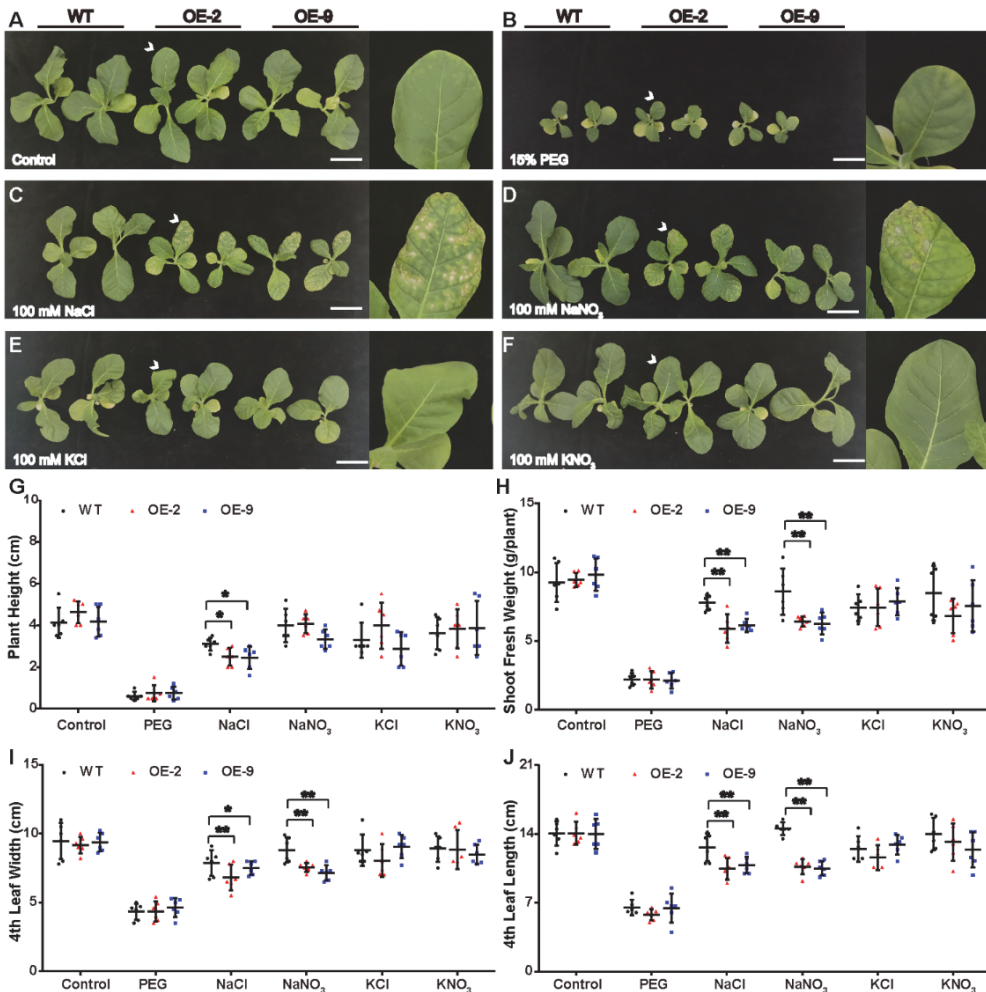 A WT OE-2 OE-9
Control
B WT OE-2 OE-9
15% PEG
C
100 mM NaCl
D
100 mM NaNO₃
E
100 mM KCl
F
100 mM KNO₃
G
Plant Height (cm)
10
8
6
4
2
0
WT OE-2 OE-9
*
*
Control PEG NaCl NaNO₃ KCl KNO₃
H
Shoot Fresh Weight (g/plant)
15
10
5
0
WT OE-2 OE-9
**
**
**
**
Control PEG NaCl NaNO₃ KCl KNO₃
I
4th Leaf Width (cm)
15
10
5
0
WT OE-2 OE-9
*
**
**
**
Control PEG NaCl NaNO₃ KCl KNO₃
J
4th Leaf Length (cm)
21
14
7
0
WT OE-2 OE-9
**
**
**
**
Control PEG NaCl NaNO₃ KCl KNO₃